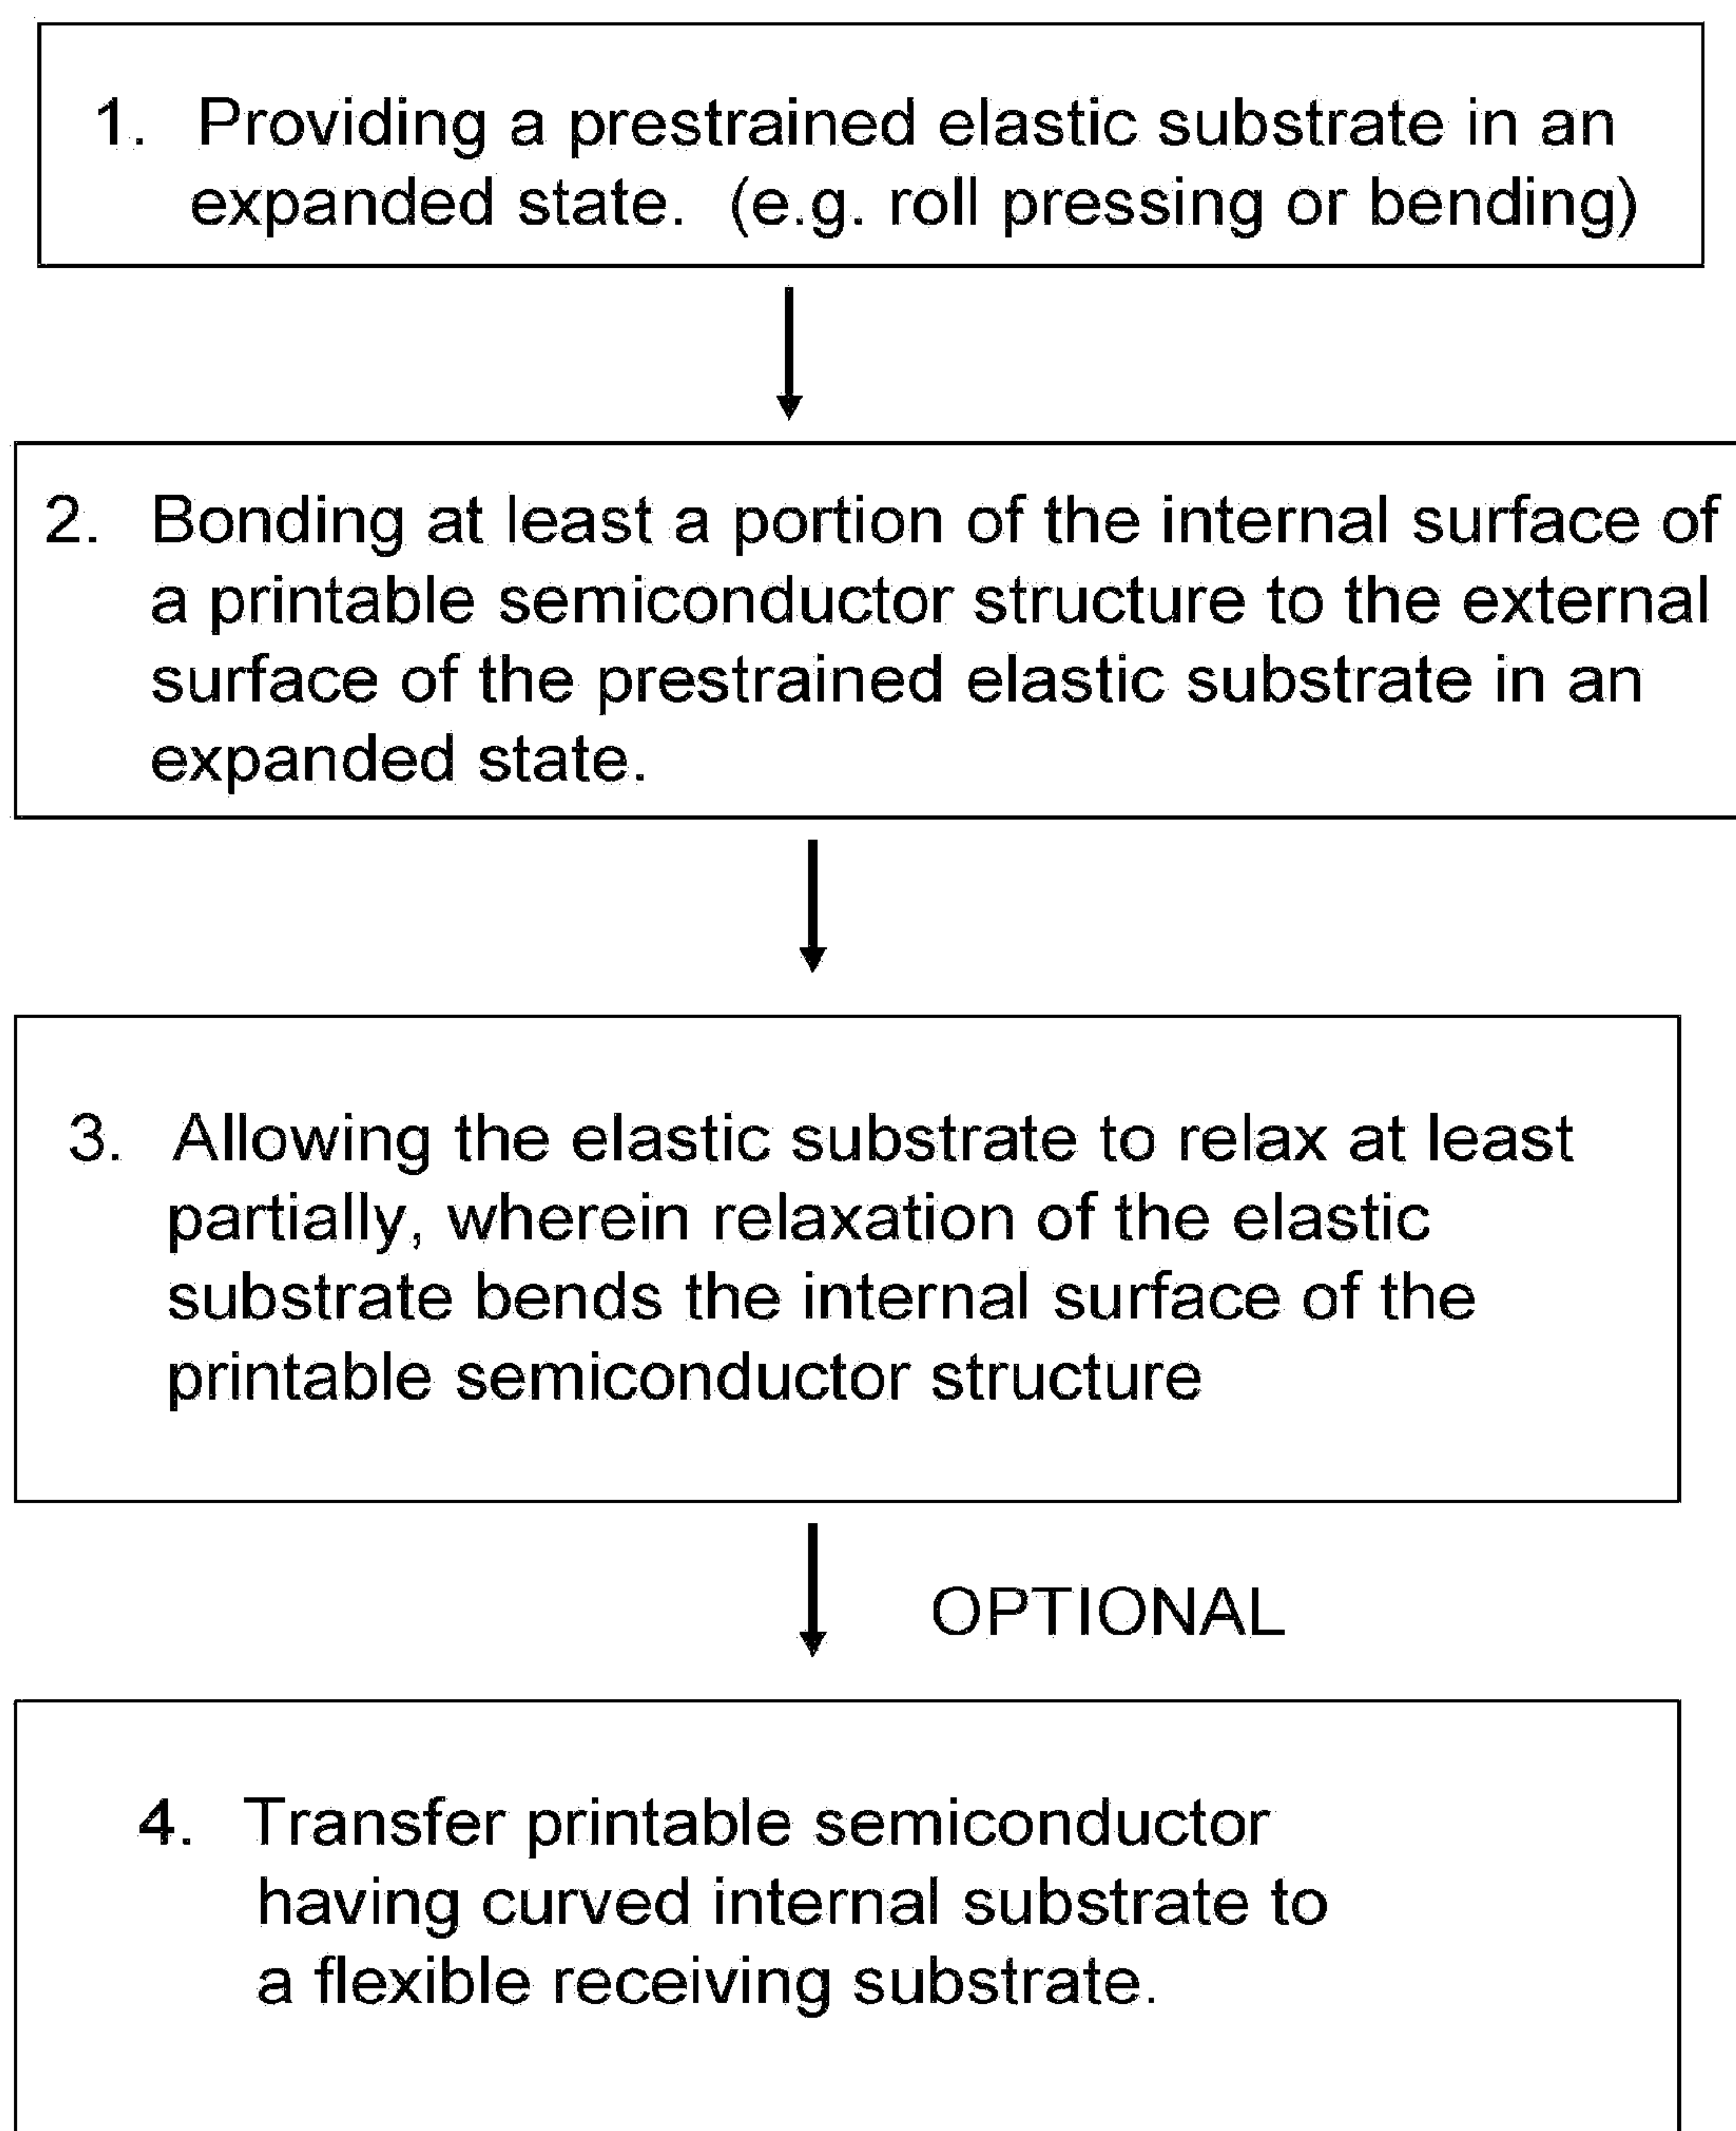 1. Providing a prestrained elastic substrate in an
expanded state. (e.g. roll pressing or bending)
2. Bonding at least a portion of the internal surface of
a printable semiconductor structure to the external
surface of the prestrained elastic substrate in an
expanded state.
3. Allowing the elastic substrate to relax at least
partially, wherein relaxation of the elastic
substrate bends the internal surface of the
printable semiconductor structure
OPTIONAL
4. Transfer printable semiconductor
having curved internal substrate to
a flexible receiving substrate.